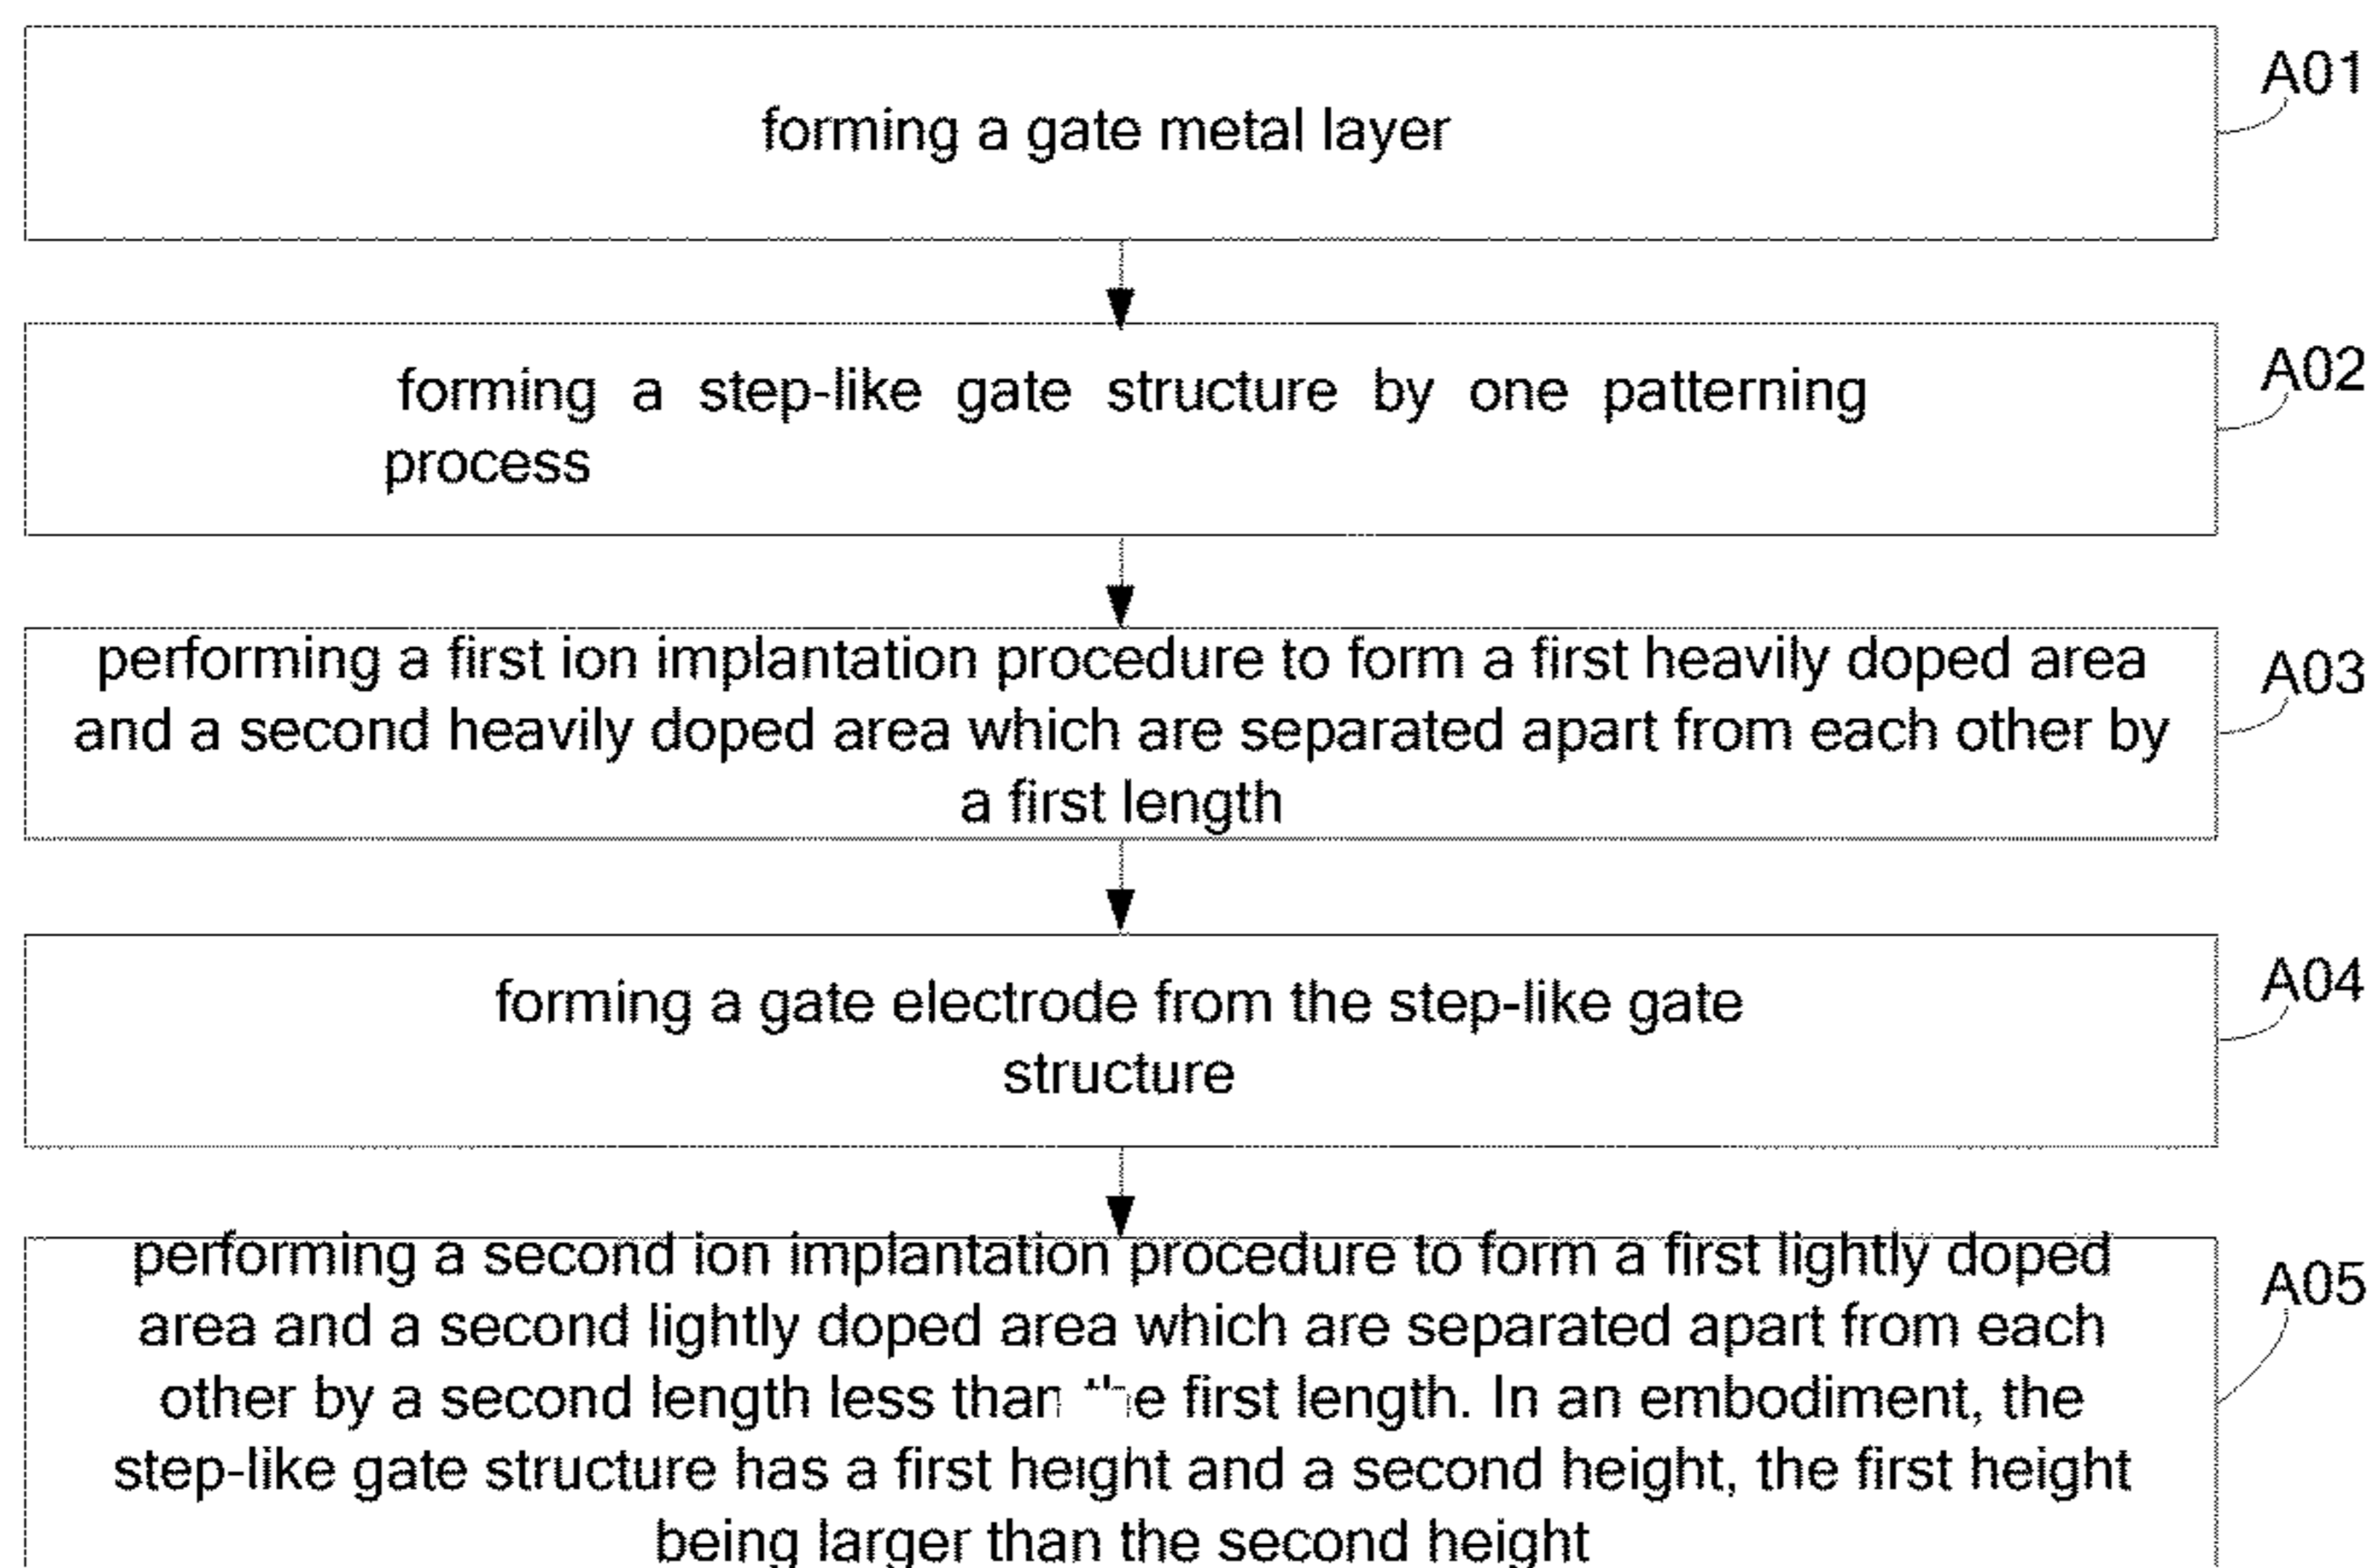 forming a gate metal layer
A01
forming a step-like gate structure by one patterning
process
A02
performing a first ion implantation procedure to form a first heavily doped area
and a second heavily doped area which are separated apart from each other by
a first length
A03
forming a gate electrode from the step-like gate
structure
A04
performing a second ion implantation procedure to form a first lightly doped
area and a second lightly doped area which are separated apart from each
other by a second length less than the first length. In an embodiment, the
step-like gate structure has a first height and a second height, the first height
being larger than the second height
A05